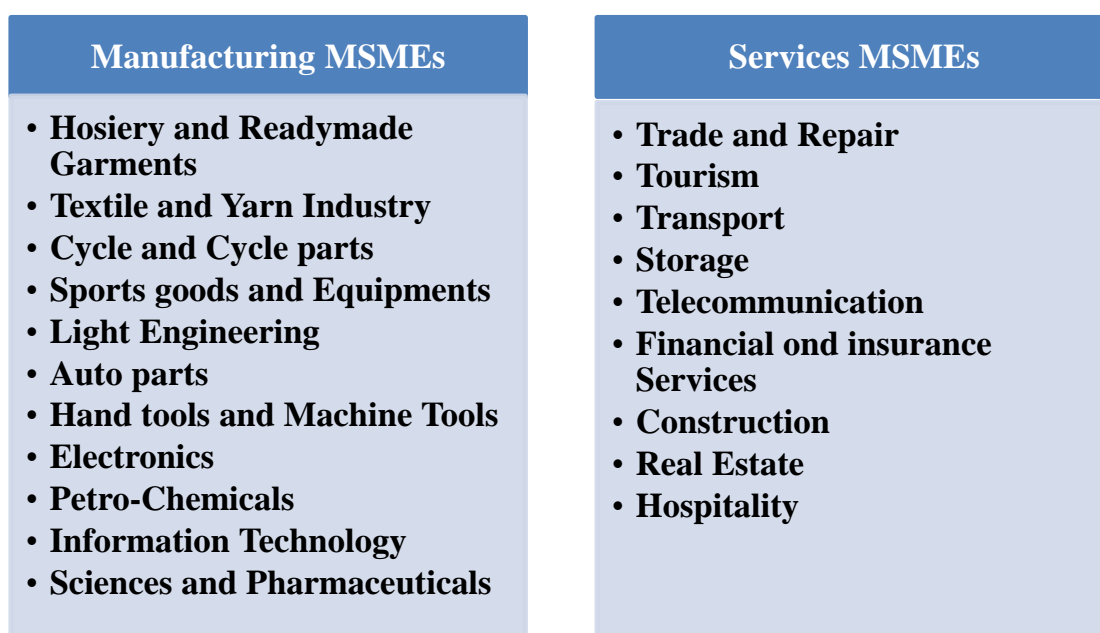 Manufacturing MSMEs
• Hosiery and Readymade
Garments
• Textile and Yarn Industry
• Cycle and Cycle parts
• Sports goods and Equipments
• Light Engineering
• Auto parts
• Hand tools and Machine Tools
• Electronics
• Petro-Chemicals
• Information Technology
• Sciences and Pharmaceuticals
Services MSMEs
• Trade and Repair
• Tourism
• Transport
• Storage
• Telecommunication
• Financial ond insurance
Services
• Construction
• Real Estate
• Hospitality